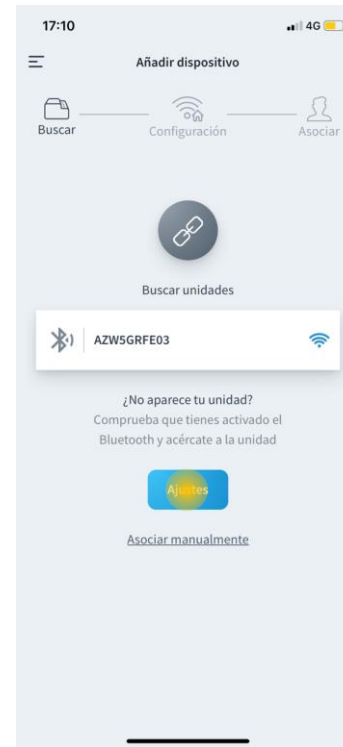 17:10
4G
Añadir dispositivo
Buscar
Configuración
Asociar
Buscar unidades
AZW5GRFE03
¿No aparece tu unidad?
Comprueba que tienes activado el
Bluetooth y acércate a la unidad
Ajustes
Asociar manualmente